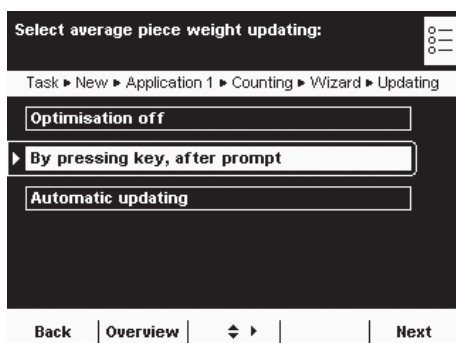 Select average piece weight updating:
Task ▸ New ▸ Application 1 ▸ Counting ▸ Wizard ▸ Updating
Optimisation off
By pressing key, after prompt
Automatic updating
Back Overview Next